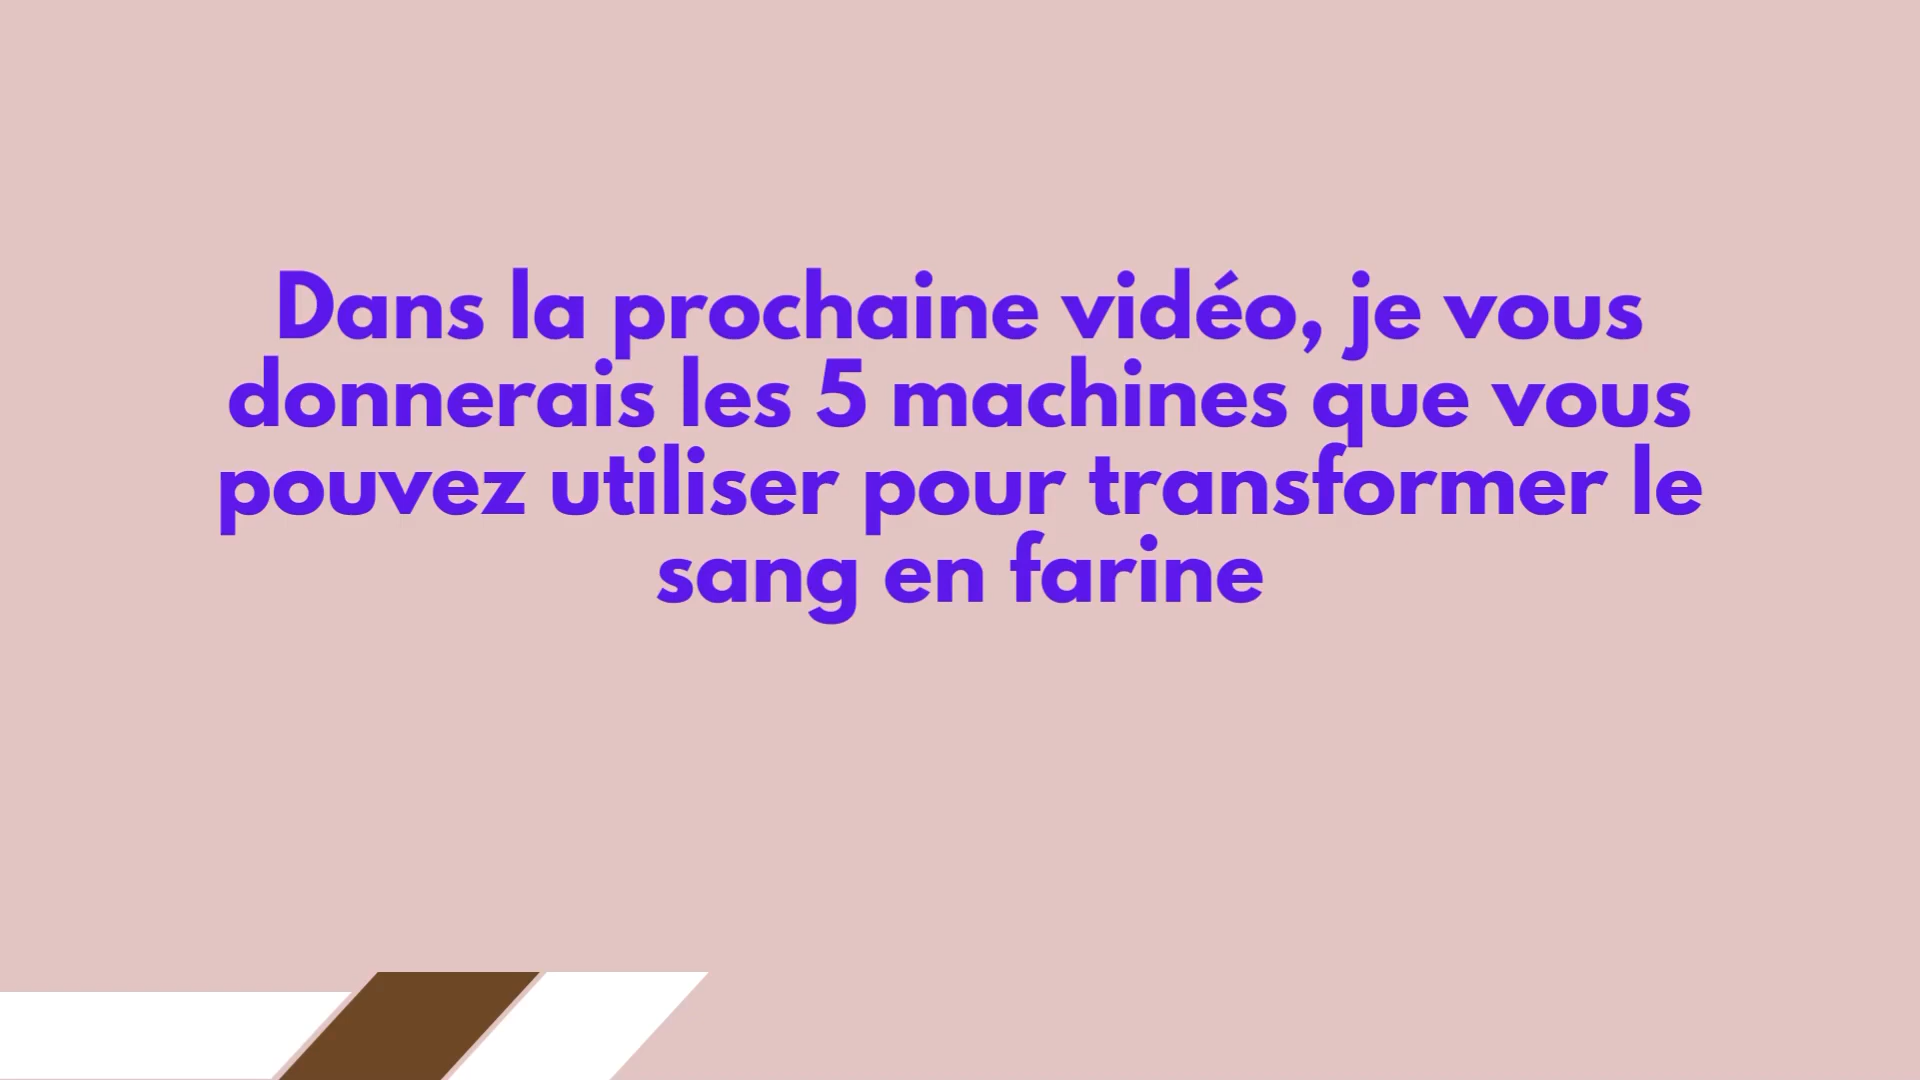 Dans la prochaine vidéo, je vous
donnerais les 5 machines que vous
pouvez utiliser pour transformer le
sang en farine